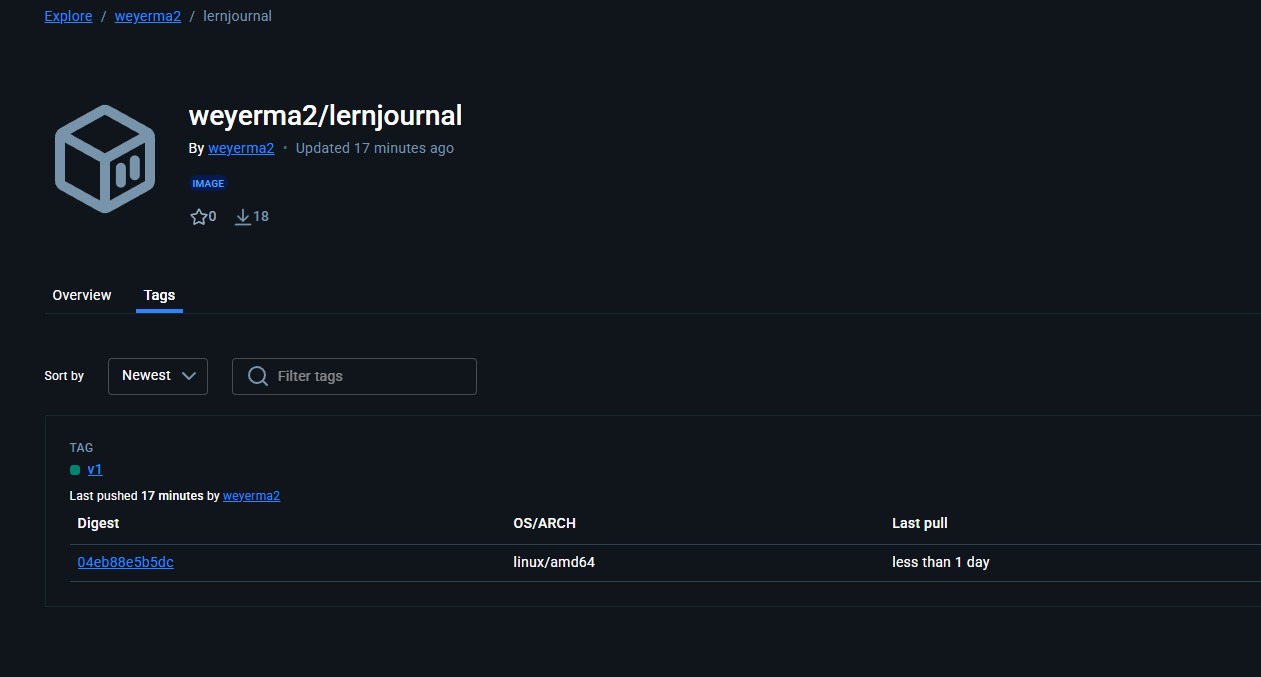 Explore / weyerma2 / lernjournal
weyerma2/lernjournal
By weyerma2 • Updated 17 minutes ago
IMAGE
0 18
Overview Tags
Sort by Newest Filter tags
TAG
v1
Last pushed 17 minutes by weyerma2
Digest OS/ARCH Last pull
04eb88e5b5dc linux/amd64 less than 1 day